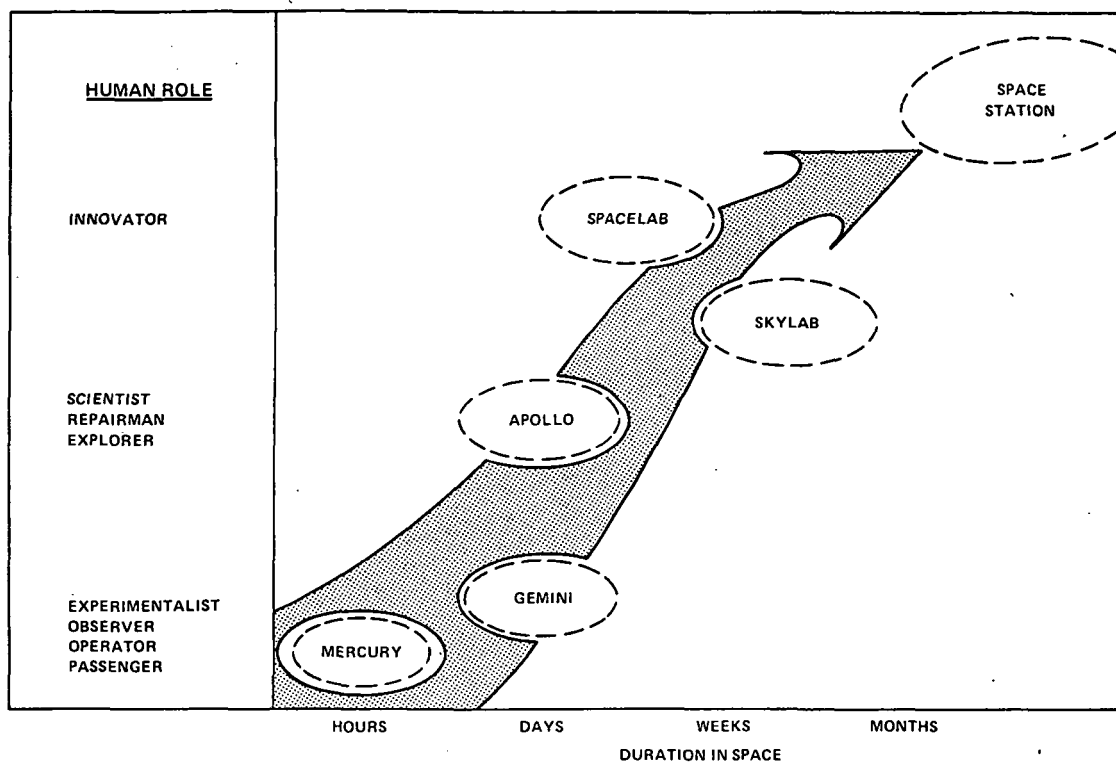 HUMAN ROLE
INNOVATOR
SCIENTIST
REPAIRMAN
EXPLORER
EXPERIMENTALIST
OBSERVER
OPERATOR
PASSENGER
SPACE
STATION
SPACELAB
SKYLAB
APOLLO
GEMINI
MERCURY
HOURS
DAYS
WEEKS
MONTHS
DURATION IN SPACE